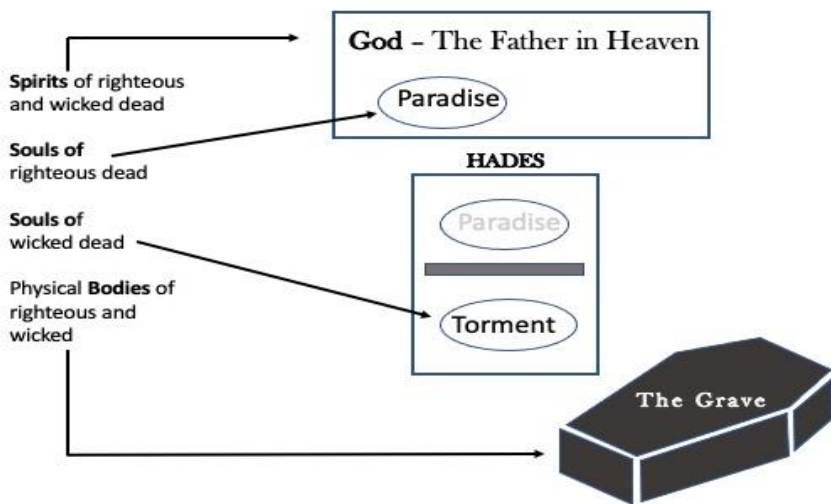 God – The Father in Heaven
Spirits of righteous
and wicked dead
Paradise
Souls of
righteous dead
HADES
Souls of
wicked dead
Paradise
Physical Bodies of
righteous and
wicked
Torment
The Grave